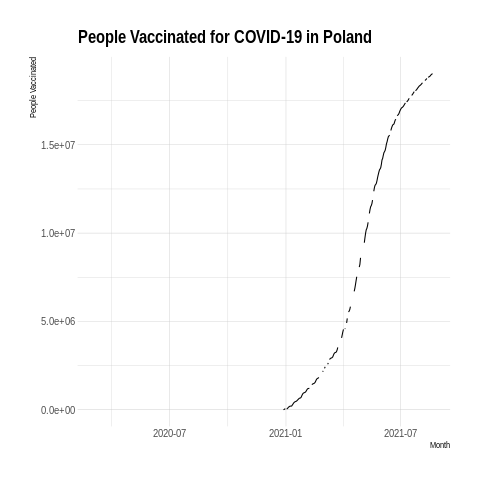 People Vaccinated for COVID-19 in Poland
People Vaccinated
1.5e+07
1.0e+07
5.0e+06
0.0e+00
2020-07 2021-01 2021-07
Month